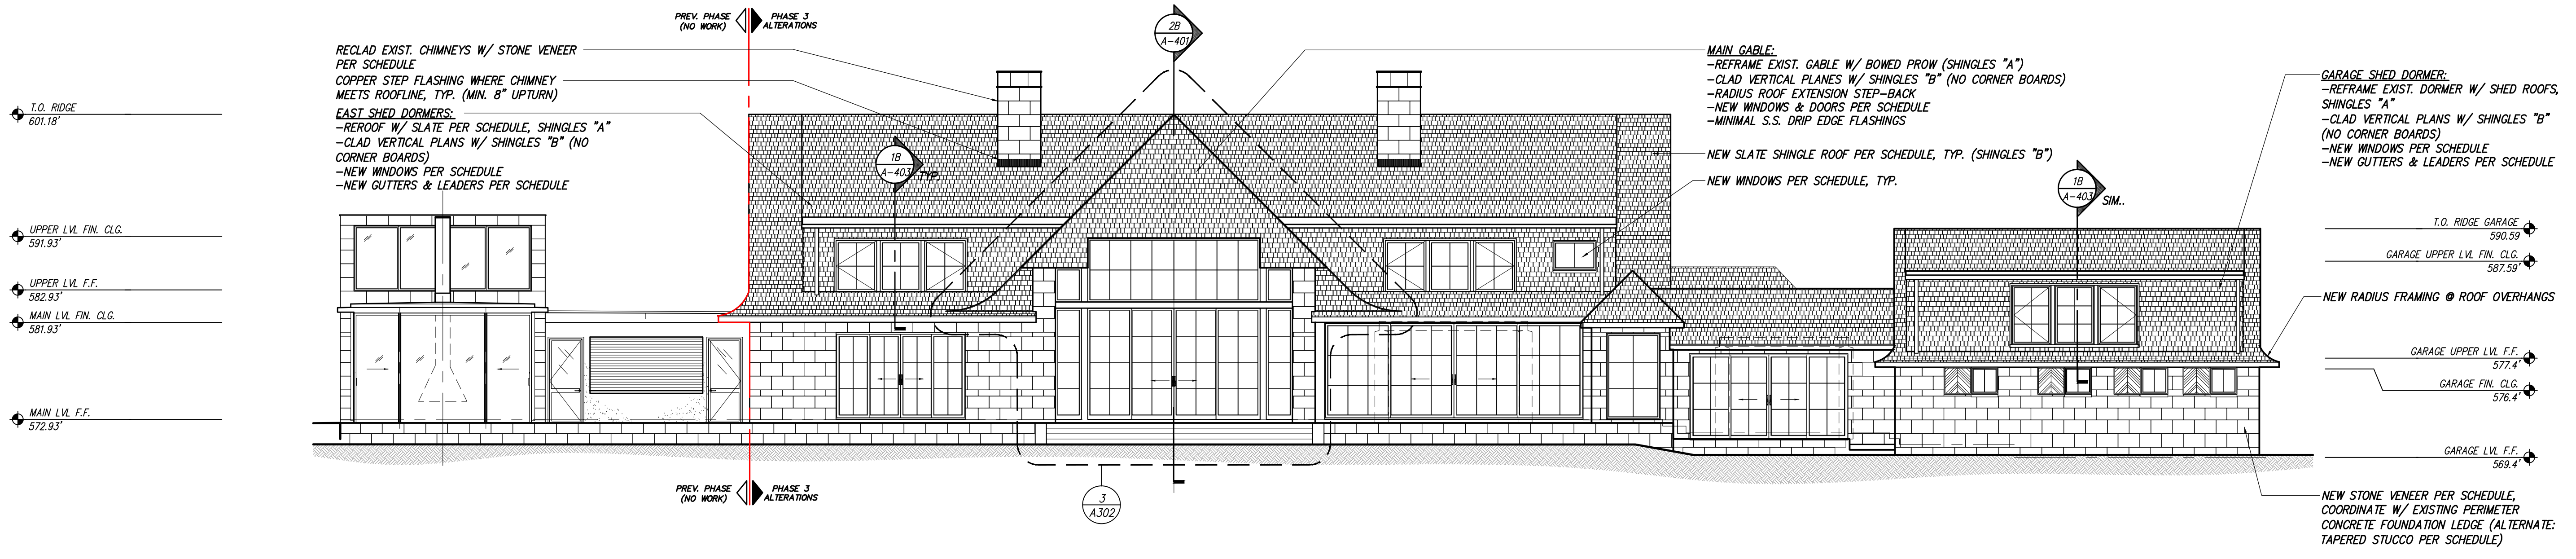 PREV. PHASE
(NO WORK)
PHASE 3
ALTERATIONS
2B
A-401
RECLAD EXIST. CHIMNEYS W/ STONE VENEER
PER SCHEDULE
COPPER STEP FLASHING WHERE CHIMNEY
MEETS ROOFLINE, TYP. (MIN. 8" UPTURN)
EAST SHED DORMERS:
-REROOF W/ SLATE PER SCHEDULE, SHINGLES "A"
-CLAD VERTICAL PLANS W/ SHINGLES "B" (NO
CORNER BOARDS)
-NEW WINDOWS PER SCHEDULE
-NEW GUTTERS & LEADERS PER SCHEDULE
MAIN GABLE:
-REFRAME EXIST. GABLE W/ BOWED PROW (SHINGLES "A")
-CLAD VERTICAL PLANES W/ SHINGLES "B" (NO CORNER BOARDS)
-RADIUS ROOF EXTENSION STEP-BACK
-NEW WINDOWS & DOORS PER SCHEDULE
-MINIMAL S.S. DRIP EDGE FLASHINGS
NEW SLATE SHINGLE ROOF PER SCHEDULE, TYP. (SHINGLES "B")
NEW WINDOWS PER SCHEDULE, TYP.
GARAGE SHED DORMER:
-REFRAME EXIST. DORMER W/ SHED ROOFS,
SHINGLES "A"
-CLAD VERTICAL PLANS W/ SHINGLES "B"
(NO CORNER BOARDS)
-NEW WINDOWS PER SCHEDULE
-NEW GUTTERS & LEADERS PER SCHEDULE
1B
A-403
TYP.
1B
A-403
SIM..
T.O. RIDGE
601.18'
UPPER LVL FIN. CLG.
591.93'
UPPER LVL F.F.
582.93'
MAIN LVL FIN. CLG.
581.93'
MAIN LVL F.F.
572.93'
T.O. RIDGE GARAGE
590.59
GARAGE UPPER LVL FIN. CLG.
587.59'
NEW RADIUS FRAMING @ ROOF OVERHANGS
GARAGE UPPER LVL F.F.
577.4'
GARAGE FIN. CLG.
576.4'
GARAGE LVL F.F.
569.4'
PREV. PHASE
(NO WORK)
PHASE 3
ALTERATIONS
3
A302
NEW STONE VENEER PER SCHEDULE,
COORDINATE W/ EXISTING PERIMETER
CONCRETE FOUNDATION LEDGE (ALTERNATE:
TAPERED STUCCO PER SCHEDULE)